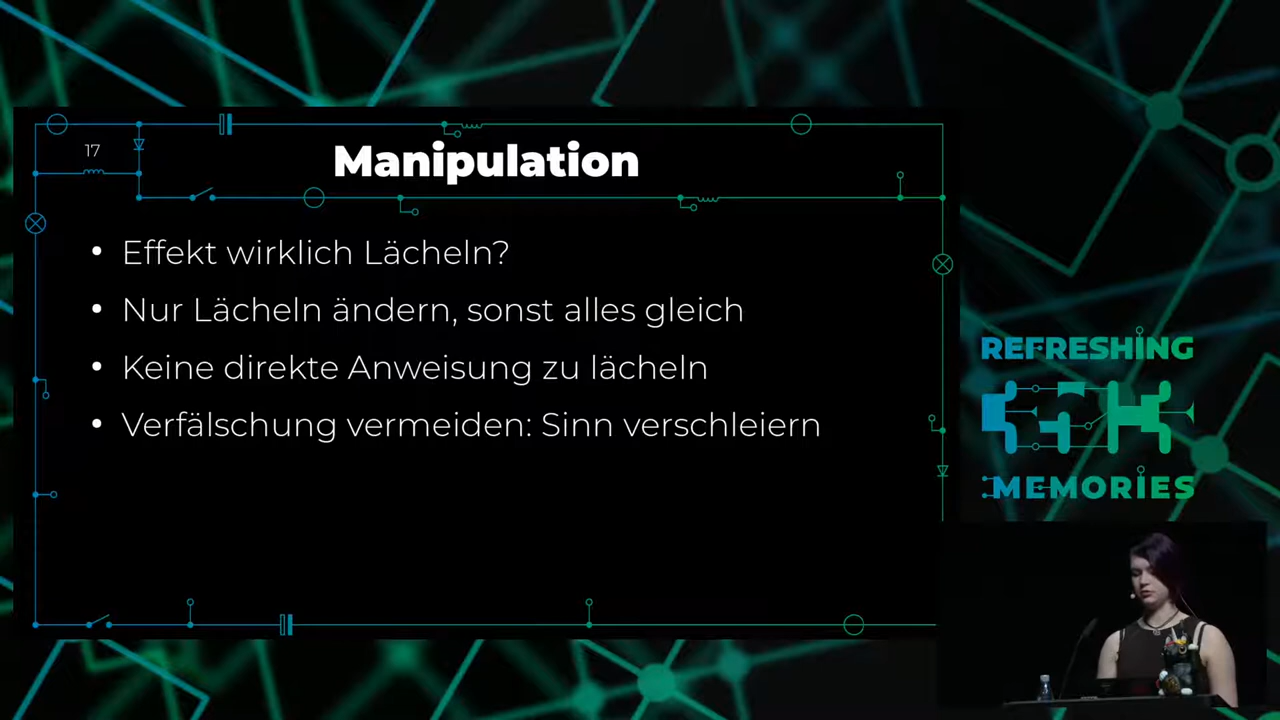 17
Manipulation
• Effekt wirklich Lächeln?
• Nur Lächeln ändern, sonst alles gleich
• Keine direkte Anweisung zu lächeln
• Verfälschung vermeiden: Sinn verschleiern
REFRESHING
35C3
MEMORIES